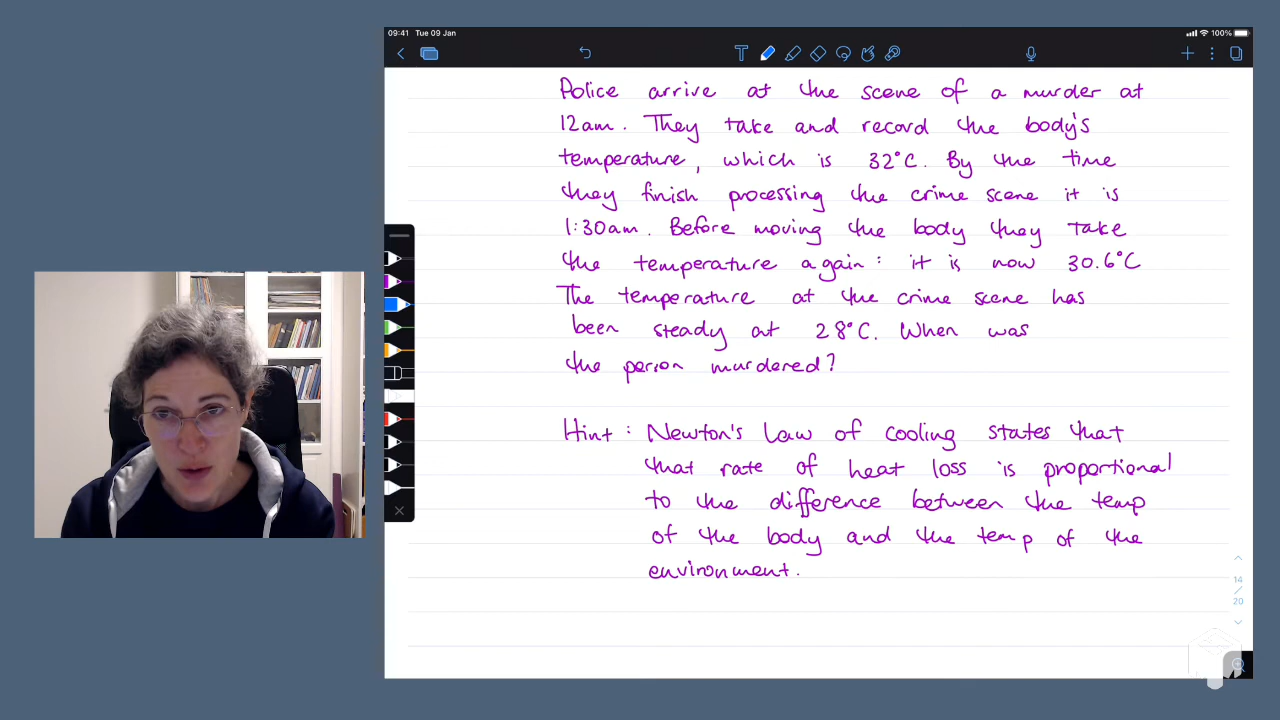 09:41 Tue 09 Jan
100%
Police arrive at the scene of a murder at
12am. They take and record the body's
temperature, which is 32°C. By the time
they finish processing the crime scene it is
1:30am. Before moving the body they take
the temperature again: it is now 30.6°C
The temperature at the crime scene has
been steady at 28°C. When was
the person murdered?
Hint: Newton's Law of cooling states that
that rate of heat loss is proportional
to the difference between the temp
of the body and the temp of the
environment.
14
/
20